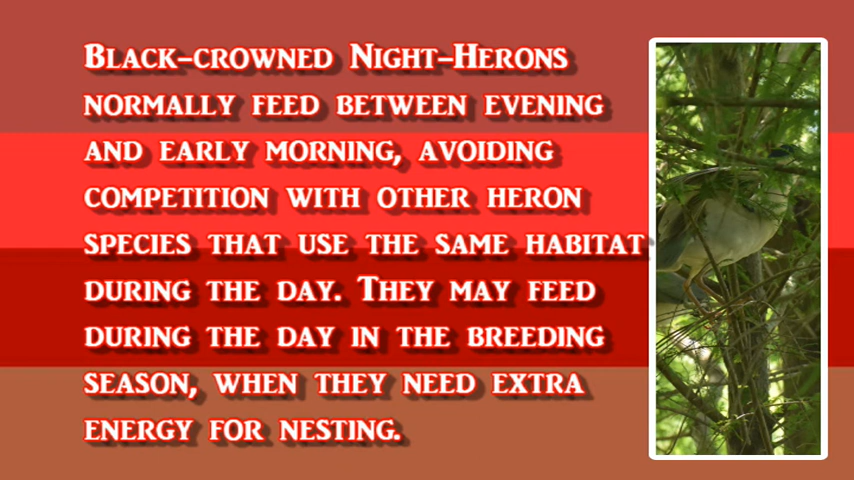 Black-crowned Night-Herons
normally feed between evening
and early morning, avoiding
competition with other heron
species that use the same habitat
during the day. They may feed
during the day in the breeding
season, when they need extra
energy for nesting.